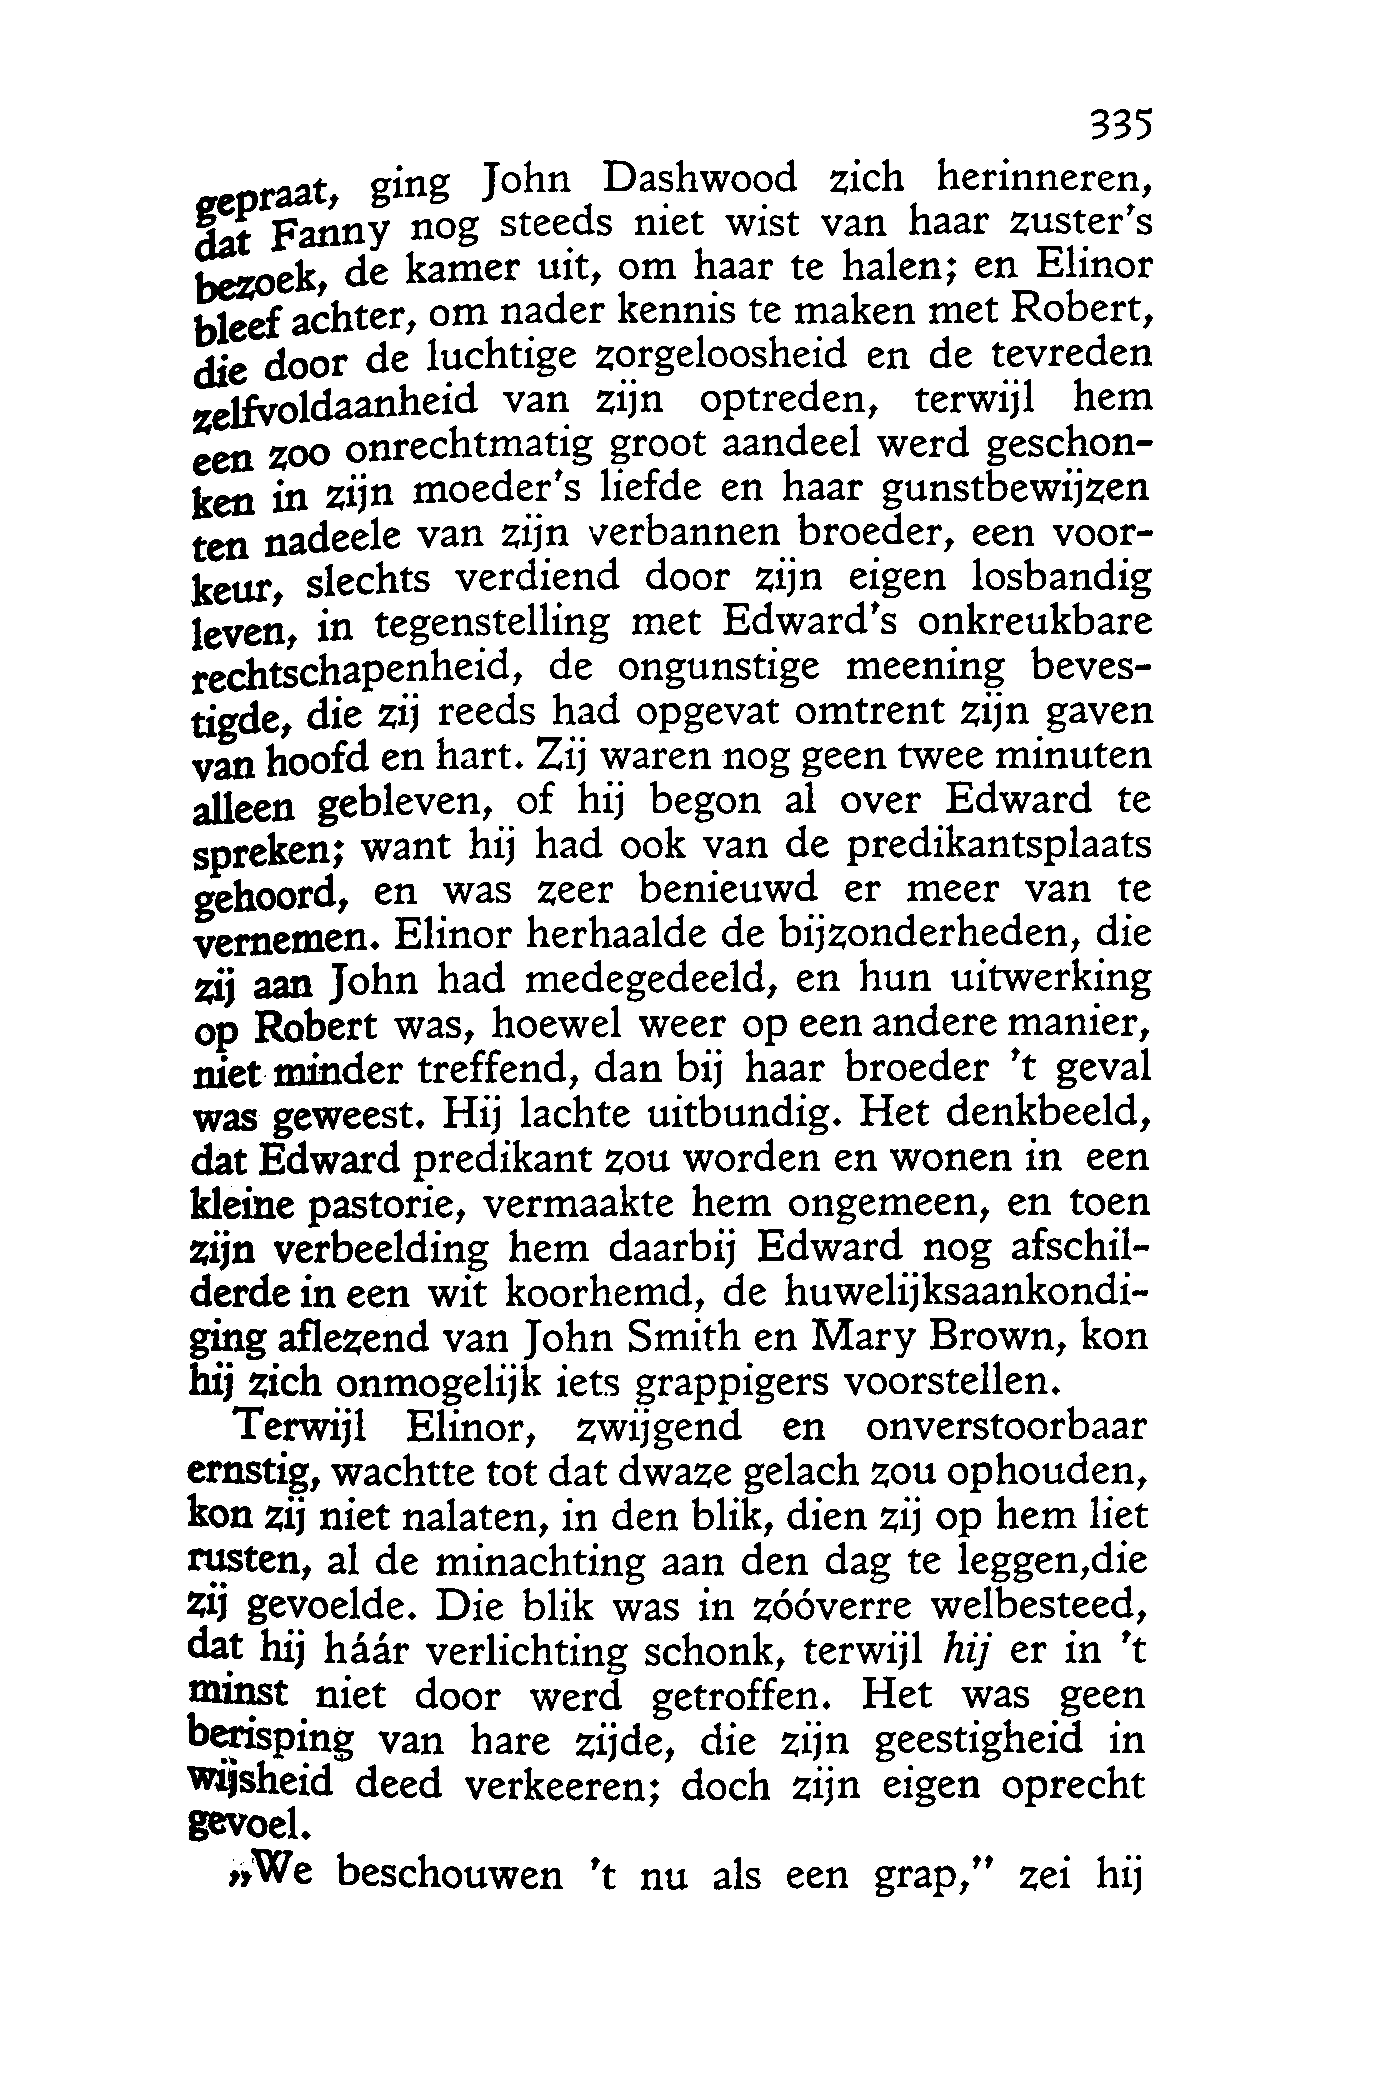 335
gepraat, ging John Dashwood zich herinneren,
dat Fanny nog steeds niet wist van haar zuster's
bezoek, de kamer uit, om haar te halen; en Elinor
bleef achter, om nader kennis te maken met Robert,
die door de luchtige zorgeloosheid en de tevreden
zelfvoldaanheid van zijn optreden, terwijl hem
een zoo onrechtmatig groot aandeel werd geschon-
ken in zijn moeder's liefde en haar gunstbewijzen
ten nadeele van zijn verbannen broeder, een voor-
keur, slechts verdiend door zijn eigen losbandig
leven, in tegenstelling met Edward's onkreukbare
rechtschapenheid, de ongunstige meening beves-
tigde, die zij reeds had opgevat omtrent zijn gaven
van hoofd en hart. Zij waren nog geen twee minuten
alleen gebleven, of hij begon al over Edward te
spreken; want hij had ook van de predikantsplaats
gehoord, en was zeer benieuwd er meer van te
vernemen. Elinor herhaalde de bijzonderheden, die
zij aan John had medegedeeld, en hun uitwerking
op Robert was, hoewel weer op een andere manier,
niet minder treffend, dan bij haar broeder 't geval
was geweest. Hij lachte uitbundig. Het denkbeeld,
dat Edward predikant zou worden en wonen in een
kleine pastorie, vermaakte hem ongemeen, en toen
zijn verbeelding hem daarbij Edward nog afschil-
derde in een wit koorhemd, de huwelijksaankondi-
ging aflezend van John Smith en Mary Brown, kon
hij zich onmogelijk iets grappigers voorstellen.
Terwijl Elinor, zwijgend en onverstoorbaar
ernstig, wachtte tot dat dwaze gelach zou ophouden,
kon zij niet nalaten, in den blik, dien zij op hem liet
rusten, al de minachting aan den dag te leggen,die
zij gevoelde. Die blik was in zóóverre welbesteed,
dat hij háár verlichting schonk, terwijl hij er in 't
minst niet door werd getroffen. Het was geen
berisping van hare zijde, die zijn geestigheid in
wijsheid deed verkeeren; doch zijn eigen oprecht
gevoel.
„We beschouwen 't nu als een grap,” zei hij